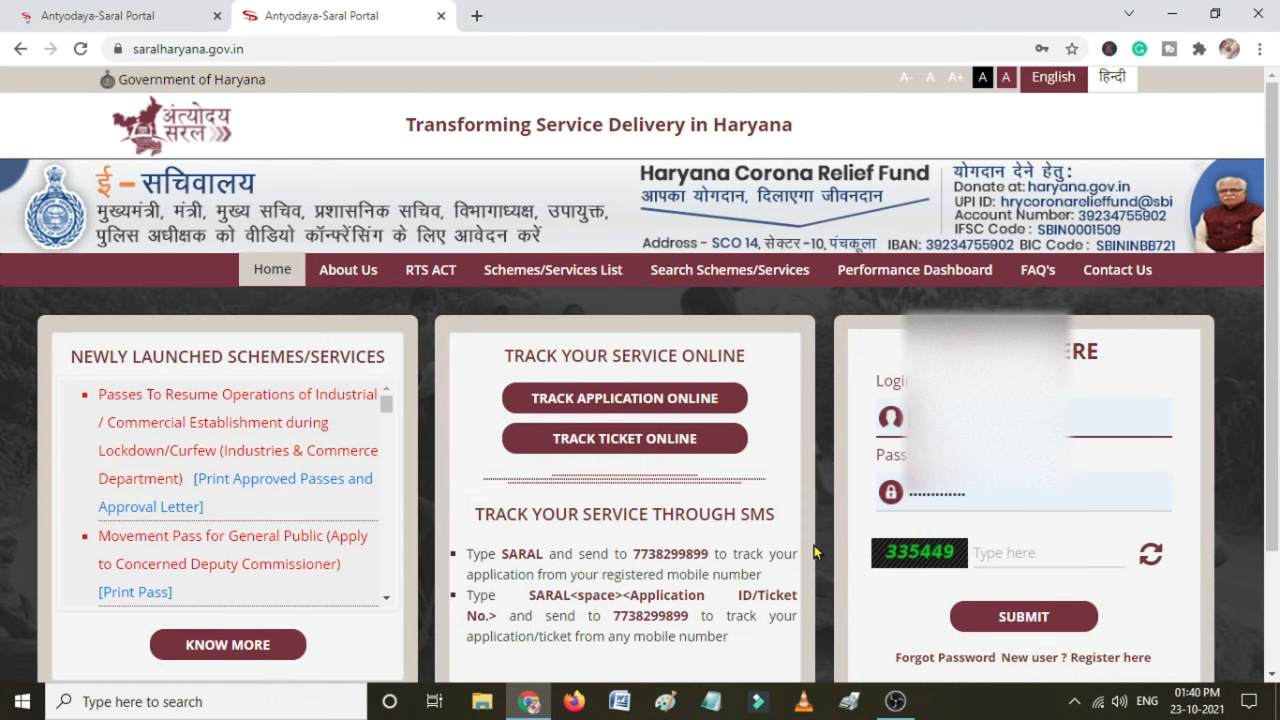 Antyodaya-Saral Portal
Antyodaya-Saral Portal
saralharyana.gov.in
Government of Haryana
A- A A+ A A English हिन्दी
अंत्योदय
सरल
Transforming Service Delivery in Haryana
ई – सचिवालय
मुख्यमंत्री, मंत्री, मुख्य सचिव, प्रशासनिक सचिव, विभागाध्यक्ष, उपायुक्त,
पुलिस अधीक्षक को वीडियो कॉन्फ्रेंसिंग के लिए आवेदन करें
Haryana Corona Relief Fund
आपका योगदान, दिलाएगा जीवनदान
Address - SCO 14, सेक्टर -10, पंचकूला IBAN: 39234755902 BIC Code : SBININBB721
योगदान देने हेतु :
Donate at: haryana.gov.in
UPI ID: hrycoronarelieffund@sbi
Account Number: 39234755902
IFSC Code : SBIN0001509
Home About Us RTS ACT Schemes/Services List Search Schemes/Services Performance Dashboard FAQ's Contact Us
NEWLY LAUNCHED SCHEMES/SERVICES
Passes To Resume Operations of Industrial
/ Commercial Establishment during
Lockdown/Curfew (Industries & Commerce
Department) [Print Approved Passes and
Approval Letter]
Movement Pass for General Public (Apply
to Concerned Deputy Commissioner)
[Print Pass]
KNOW MORE
TRACK YOUR SERVICE ONLINE
TRACK APPLICATION ONLINE
TRACK TICKET ONLINE
TRACK YOUR SERVICE THROUGH SMS
Type SARAL and send to 7738299899 to track your
application from your registered mobile number
Type SARAL<space><Application ID/Ticket
No.> and send to 7738299899 to track your
application/ticket from any mobile number
ERE
Login
Pass
335449 Type here
SUBMIT
Forgot Password New user ? Register here
Type here to search
ENG
01:40 PM
23-10-2021